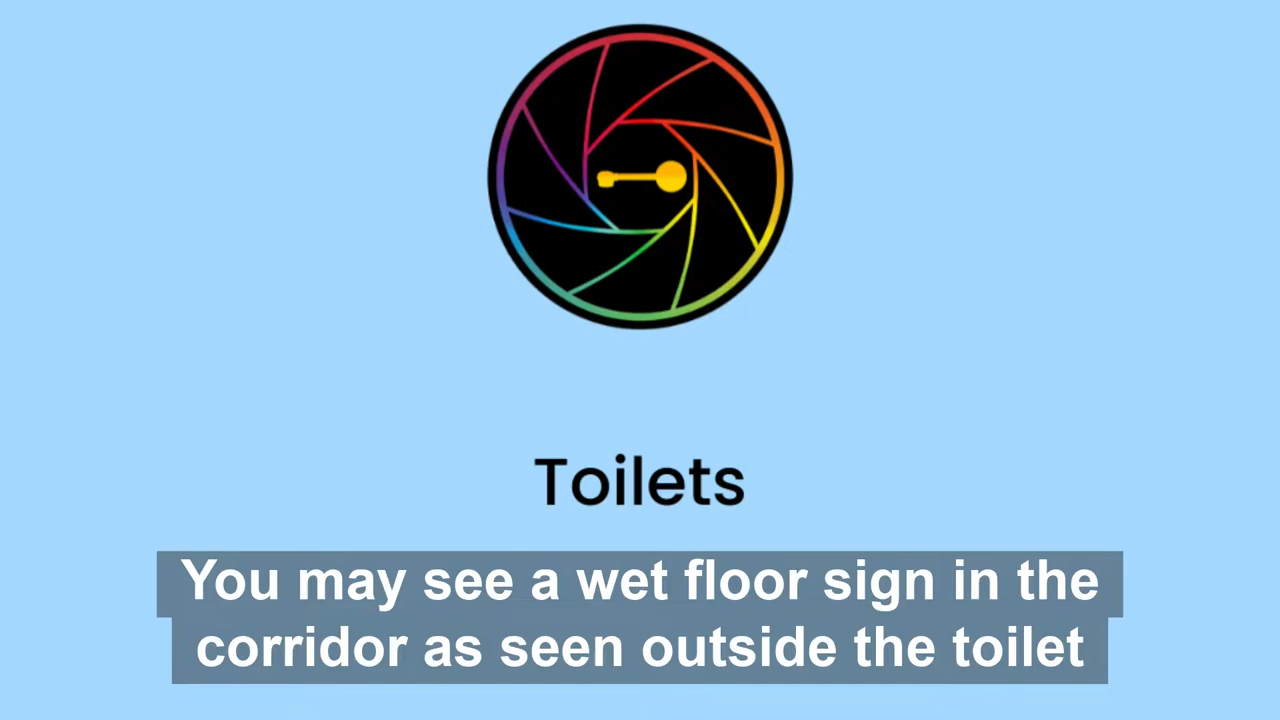 Toilets
You may see a wet floor sign in the
corridor as seen outside the toilet